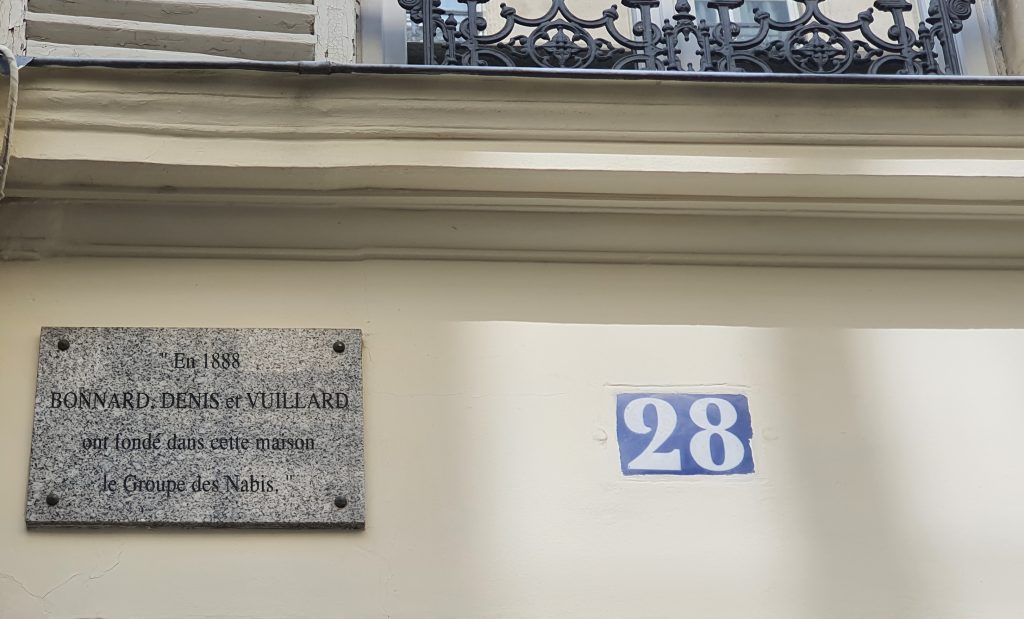 " En 1888
BONNARD, DENIS et VUILLARD
ont fondé dans cette maison
le Groupe des Nabis. "
28